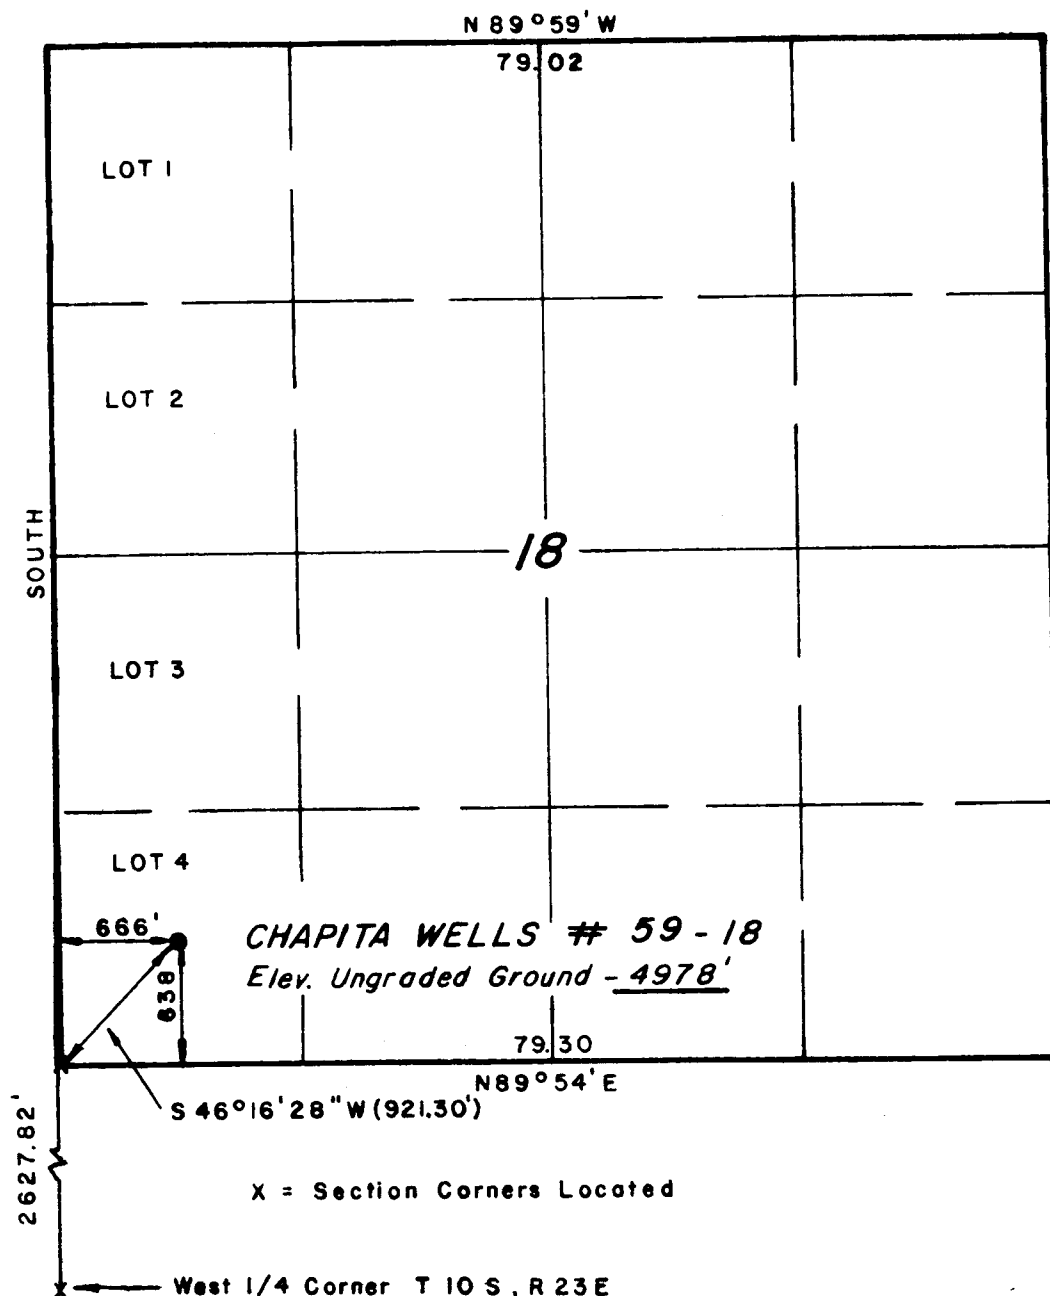 N 89°59' W
79.02
LOT 1
LOT 2
SOUTH
18
LOT 3
LOT 4
666'
CHAPITA WELLS # 59-18
Elev. Ungraded Ground - 4978'
638
79.30
N89°54' E
S 46°16'28" W (921.30')
2627.82'
X = Section Corners Located
X
West 1/4 Corner T 10 S, R 23 E